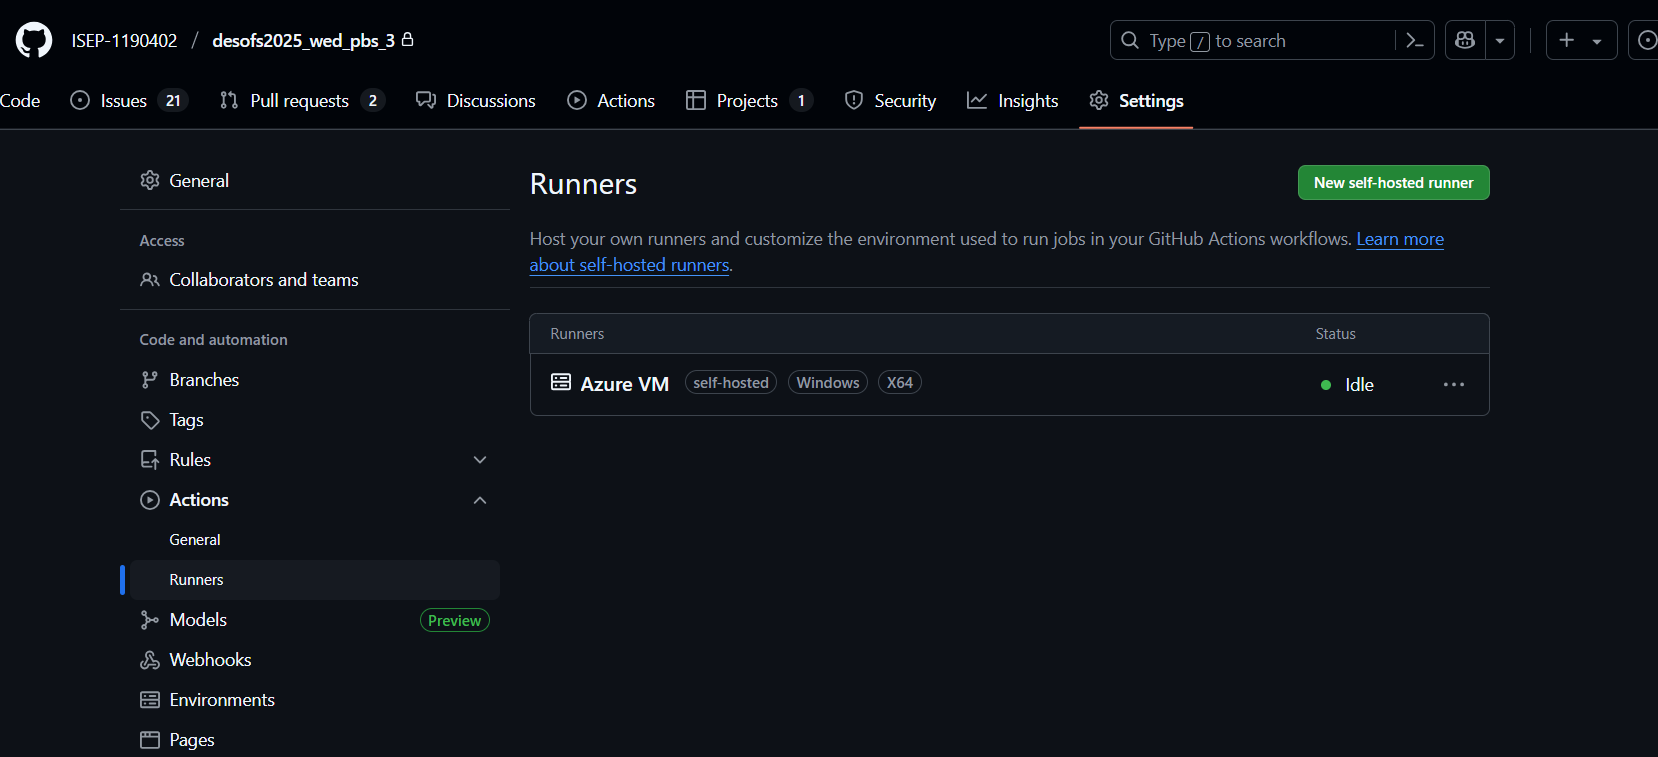 ISEP-1190402 / desofs2025_wed_pbs_3
Type / to search
Code
Issues 21
Pull requests 2
Discussions
Actions
Projects 1
Security
Insights
Settings
General
Access
Collaborators and teams
Code and automation
Branches
Tags
Rules
Actions
General
Runners
Models Preview
Webhooks
Environments
Pages
Runners
New self-hosted runner
Host your own runners and customize the environment used to run jobs in your GitHub Actions workflows. Learn more
about self-hosted runners.
Runners Status
Azure VM self-hosted Windows X64 Idle